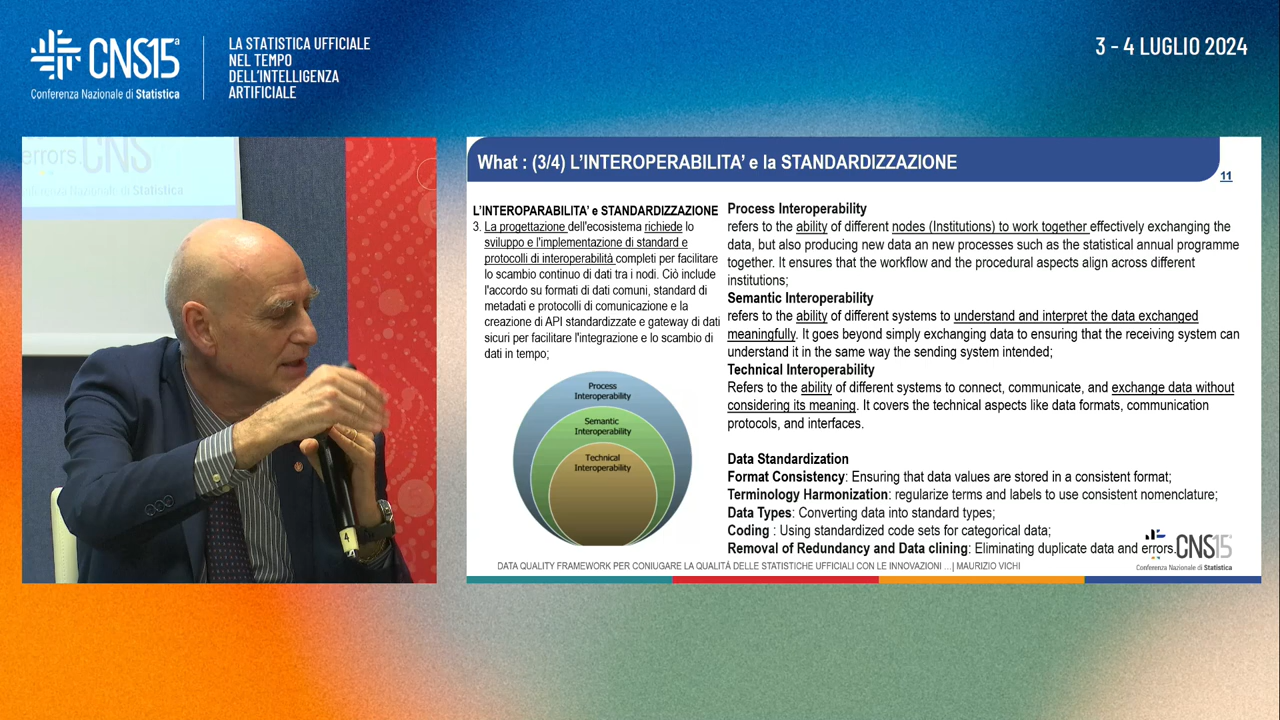 CNS15ª
Conferenza Nazionale di Statistica
LA STATISTICA UFFICIALE
NEL TEMPO
DELL'INTELLIGENZA
ARTIFICIALE
3 - 4 LUGLIO 2024
errors.CNS
Nazionale di Statistica
4
What : (3/4) L'INTEROPERABILITA' e la STANDARDIZZAZIONE
11
L'INTEROPARABILITA' e STANDARDIZZAZIONE
3. La progettazione dell'ecosistema richiede lo
sviluppo e l'implementazione di standard e
protocolli di interoperabilità completi per facilitare
lo scambio continuo di dati tra i nodi. Ciò include
l'accordo su formati di dati comuni, standard di
metadati e protocolli di comunicazione e la
creazione di API standardizzate e gateway di dati
sicuri per facilitare l'integrazione e lo scambio di
dati in tempo;
Process
Interoperability
Semantic
Interoperability
Technical
Interoperability
Process Interoperability
refers to the ability of different nodes (Institutions) to work together effectively exchanging the
data, but also producing new data an new processes such as the statistical annual programme
together. It ensures that the workflow and the procedural aspects align across different
institutions;
Semantic Interoperability
refers to the ability of different systems to understand and interpret the data exchanged
meaningfully. It goes beyond simply exchanging data to ensuring that the receiving system can
understand it in the same way the sending system intended;
Technical Interoperability
Refers to the ability of different systems to connect, communicate, and exchange data without
considering its meaning. It covers the technical aspects like data formats, communication
protocols, and interfaces.
Data Standardization
Format Consistency: Ensuring that data values are stored in a consistent format;
Terminology Harmonization: regularize terms and labels to use consistent nomenclature;
Data Types: Converting data into standard types;
Coding : Using standardized code sets for categorical data;
Removal of Redundancy and Data clining: Eliminating duplicate data and errors.
CNS15
Conferenza Nazionale di Statistica
DATA QUALITY FRAMEWORK PER CONIUGARE LA QUALITÀ DELLE STATISTICHE UFFICIALI CON LE INNOVAZIONI ...| MAURIZIO VICHI